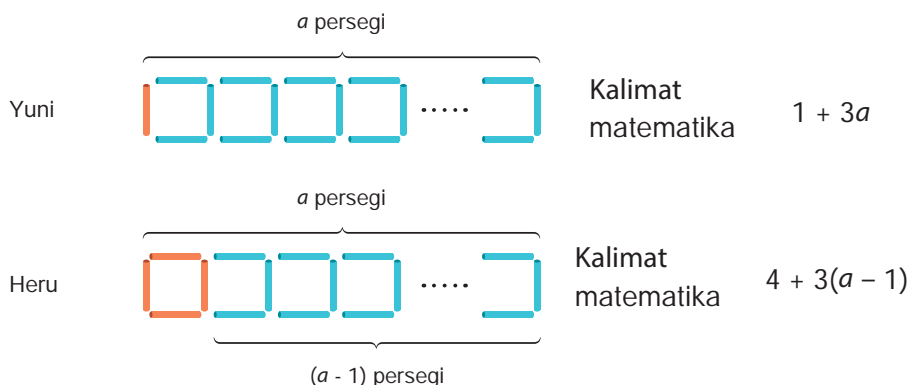 a persegi
Yuni
Kalimat
matematika
1 + 3a
a persegi
Heru
Kalimat
matematika
4 + 3(a – 1)
(a - 1) persegi